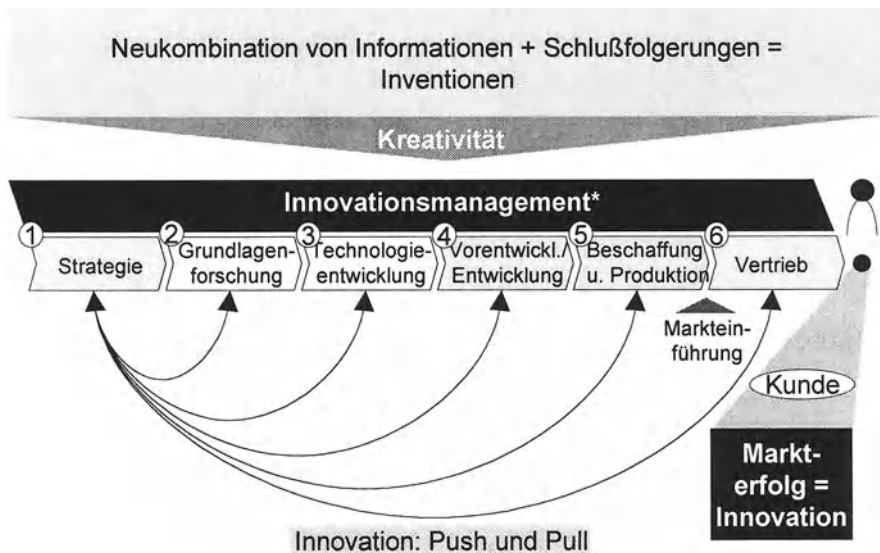 Neukombination von Informationen + Schlußfolgerungen =
Inventionen
Kreativität
Innovationsmanagement*
1
Strategie
2
Grundlagen-
forschung
3
Technologie-
entwicklung
4
Vorentwickl./
Entwicklung
5
Beschaffung
u. Produktion
6
Vertrieb
Marktein-
führung
Kunde
Markt-
erfolg =
Innovation
Innovation: Push und Pull